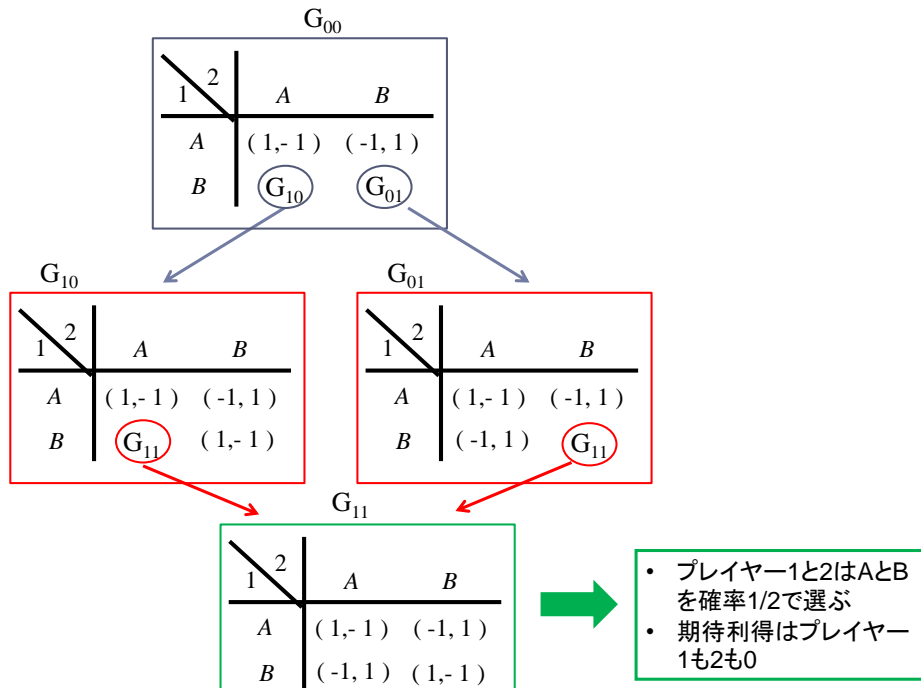 G00
2
1
A B
A ( 1,- 1 ) ( -1, 1 )
B G10 G01
G10
2
1
A B
A ( 1,- 1 ) ( -1, 1 )
B G11 ( 1,- 1 )
G01
2
1
A B
A ( 1,- 1 ) ( -1, 1 )
B ( -1, 1 ) G11
G11
2
1
A B
A ( 1,- 1 ) ( -1, 1 )
B ( -1, 1 ) ( 1,- 1 )
• プレイヤー1と2はAとB
を確率1/2で選ぶ
• 期待利得はプレイヤー
1も2も0